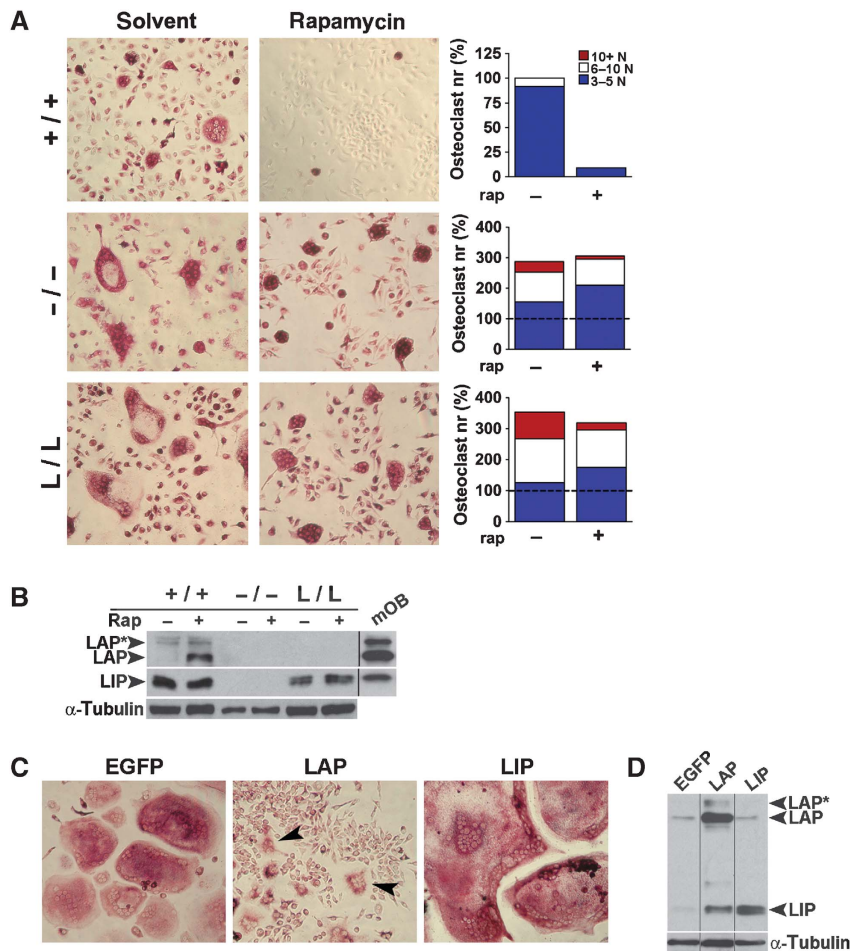 A
Solvent
Rapamycin
+ / +
– / –
L / L
Osteoclast nr (%)
125
100
75
50
25
0
10+ N
6–10 N
3–5 N
rap – +
Osteoclast nr (%)
400
300
200
100
0
rap – +
Osteoclast nr (%)
400
300
200
100
0
rap – +
B
+ / + – / – L / L mOB
Rap – + – + – +
LAP*
LAP
LIP
α-Tubulin
C
EGFP
LAP
LIP
D
EGFP LAP LIP
LAP*
LAP
LIP
α-Tubulin